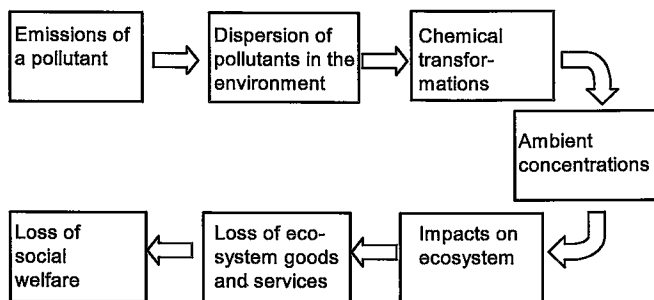 Emissions of
a pollutant
Dispersion of
pollutants in the
environment
Chemical
transfor-
mations
Ambient
concentrations
Impacts on
ecosystem
Loss of eco-
system goods
and services
Loss of
social
welfare